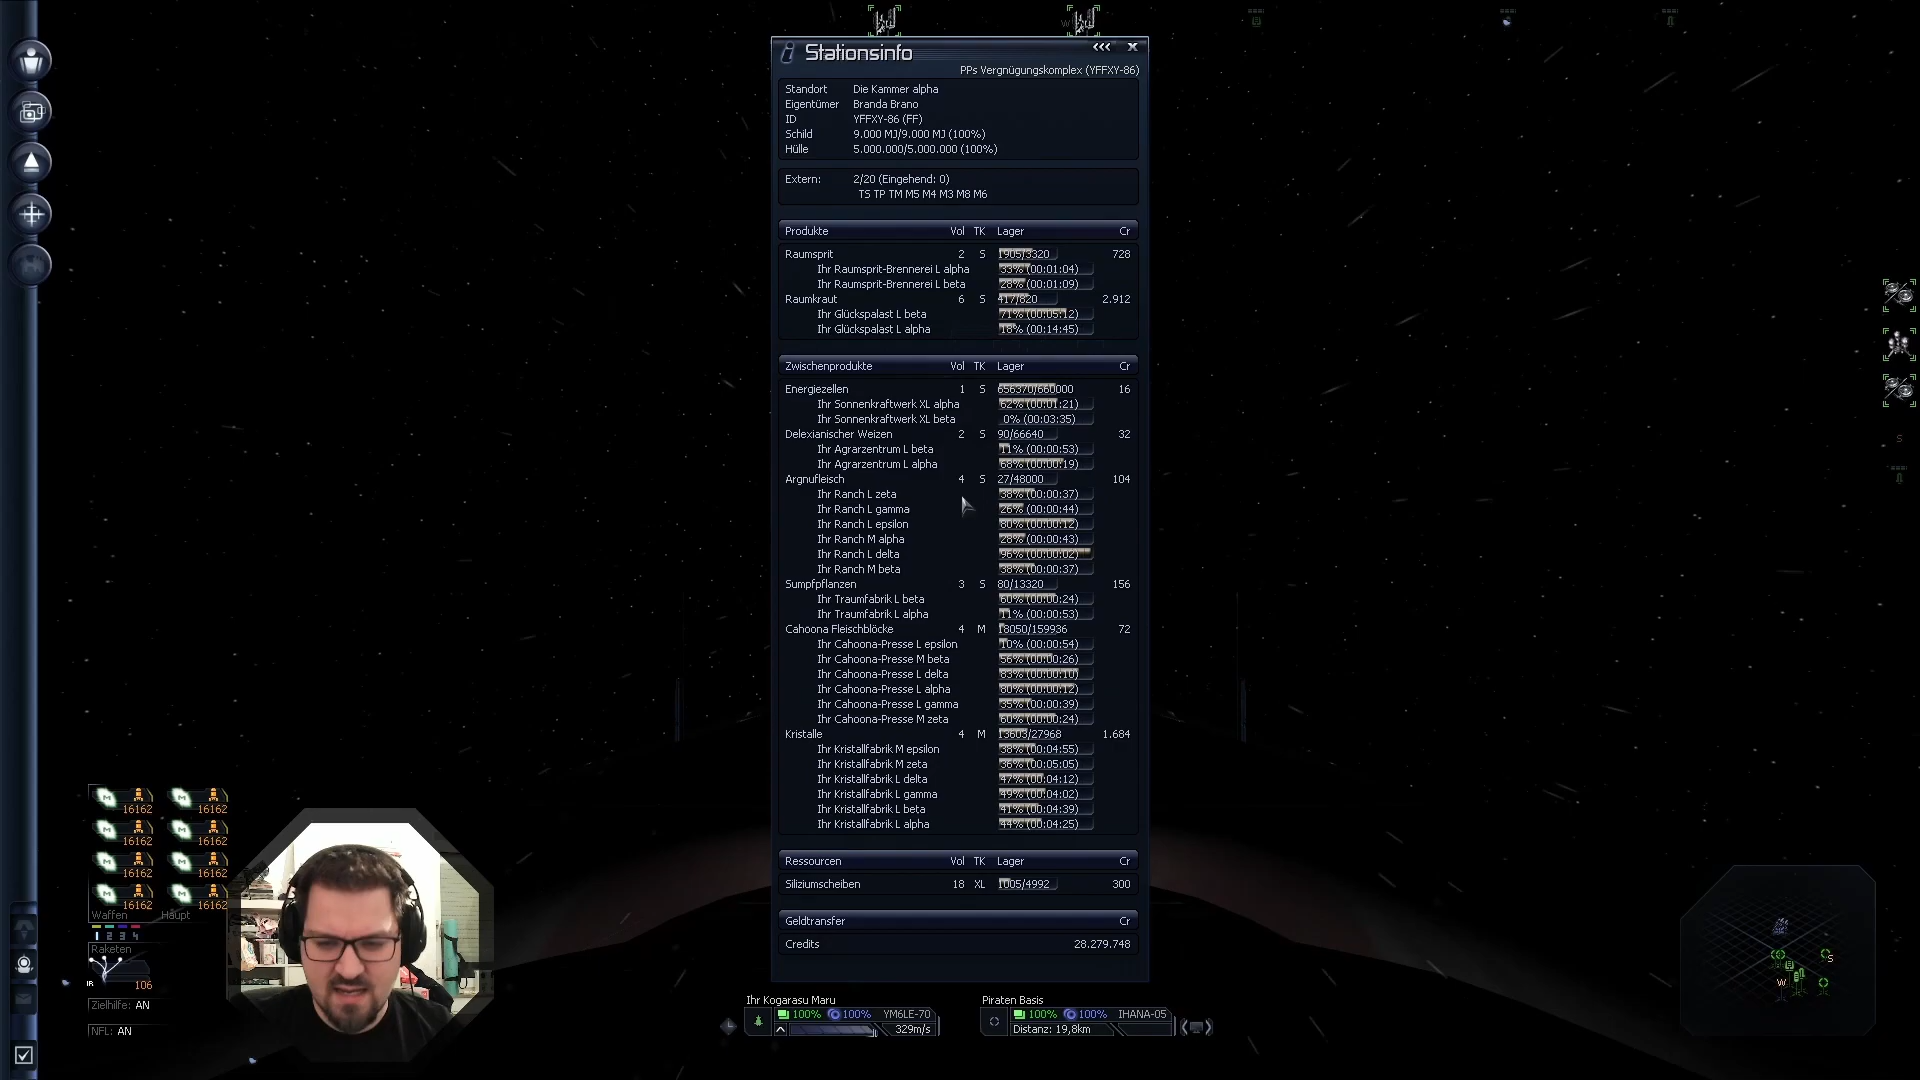 Stationsinfo
PPs Vergnügungskomplex (YFFXY-86)
Standort Die Kammer alpha
Eigentümer Branda Brano
ID YFFXY-86 (FF)
Schild 9.000 MJ/9.000 MJ (100%)
Hülle 5.000.000/5.000.000 (100%)
Extern: 2/20 (Eingehend: 0)
TS TP TM M5 M4 M3 M8 M6
Produkte Vol TK Lager Cr
Raumsprit 2 S 1905/3320 728
Ihr Raumsprit-Brennerei L alpha 33% (00:01:04)
Ihr Raumsprit-Brennerei L beta 28% (00:01:09)
Raumkraut 6 S 417/820 2.912
Ihr Glückspalast L beta 71% (00:05:12)
Ihr Glückspalast L alpha 18% (00:14:45)
Zwischenprodukte Vol TK Lager Cr
Energiezellen 1 S 656370/660000 16
Ihr Sonnenkraftwerk XL alpha 62% (00:01:21)
Ihr Sonnenkraftwerk XL beta 0% (00:03:35)
Delexianischer Weizen 2 S 90/66640 32
Ihr Agrarzentrum L beta 11% (00:00:53)
Ihr Agrarzentrum L alpha 68% (00:00:19)
Argnufleisch 4 S 27/48000 104
Ihr Ranch L zeta 38% (00:00:37)
Ihr Ranch L gamma 26% (00:00:44)
Ihr Ranch L epsilon 80% (00:00:12)
Ihr Ranch M alpha 28% (00:00:43)
Ihr Ranch L delta 96% (00:00:02)
Ihr Ranch M beta 38% (00:00:37)
Sumpfpflanzen 3 S 80/13320 156
Ihr Traumfabrik L beta 60% (00:00:24)
Ihr Traumfabrik L alpha 11% (00:00:53)
Cahoona Fleischblöcke 4 M 18050/159936 72
Ihr Cahoona-Presse L epsilon 10% (00:00:54)
Ihr Cahoona-Presse M beta 56% (00:00:26)
Ihr Cahoona-Presse L delta 83% (00:00:10)
Ihr Cahoona-Presse L alpha 80% (00:00:12)
Ihr Cahoona-Presse L gamma 35% (00:00:39)
Ihr Cahoona-Presse M zeta 60% (00:00:24)
Kristalle 4 M 13603/27968 1.684
Ihr Kristallfabrik M epsilon 38% (00:04:55)
Ihr Kristallfabrik M zeta 36% (00:05:05)
Ihr Kristallfabrik L delta 47% (00:04:12)
Ihr Kristallfabrik L gamma 49% (00:04:02)
Ihr Kristallfabrik L beta 41% (00:04:39)
Ihr Kristallfabrik L alpha 44% (00:04:25)
Ressourcen Vol TK Lager Cr
Siliziumscheiben 18 XL 1005/4992 300
Geldtransfer Cr
Credits 28.279.748
16162 16162
16162 16162
16162 16162
16162 16162
Waffen Haupt
1 2 3 4
Raketen
IR 106
Zielhilfe: AN
NFL: AN
Ihr Kogarasu Maru
100% 100% YM6LE-70
329m/s
Piraten Basis
100% 100% IHANA-05
Distanz: 19,8km
S
W
S